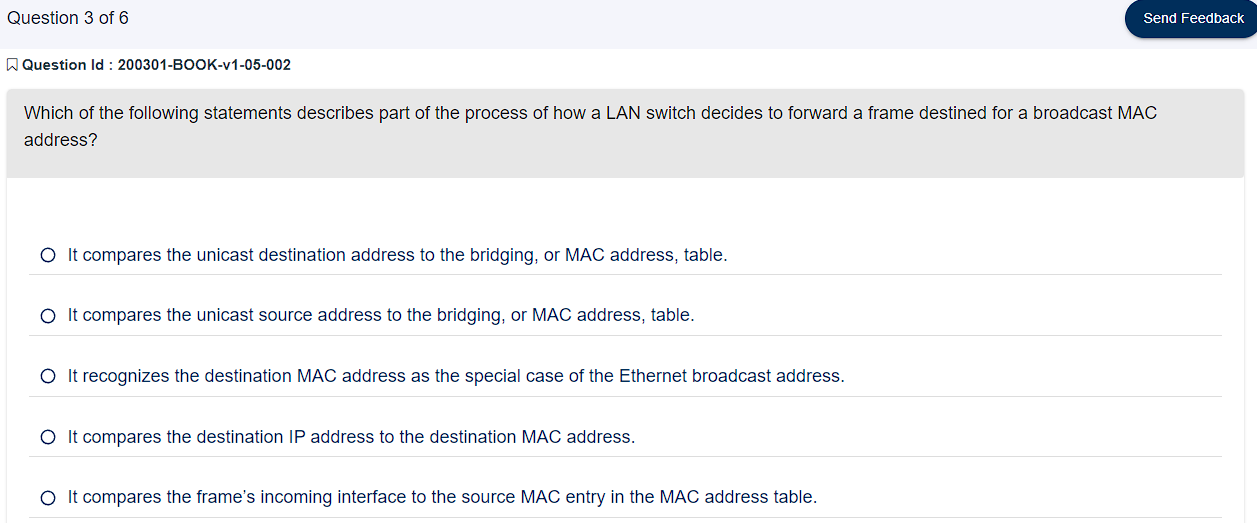 Question 3 of 6
Send Feedback
Question Id : 200301-BOOK-v1-05-002
Which of the following statements describes part of the process of how a LAN switch decides to forward a frame destined for a broadcast MAC
address?
It compares the unicast destination address to the bridging, or MAC address, table.
It compares the unicast source address to the bridging, or MAC address, table.
It recognizes the destination MAC address as the special case of the Ethernet broadcast address.
It compares the destination IP address to the destination MAC address.
It compares the frame’s incoming interface to the source MAC entry in the MAC address table.